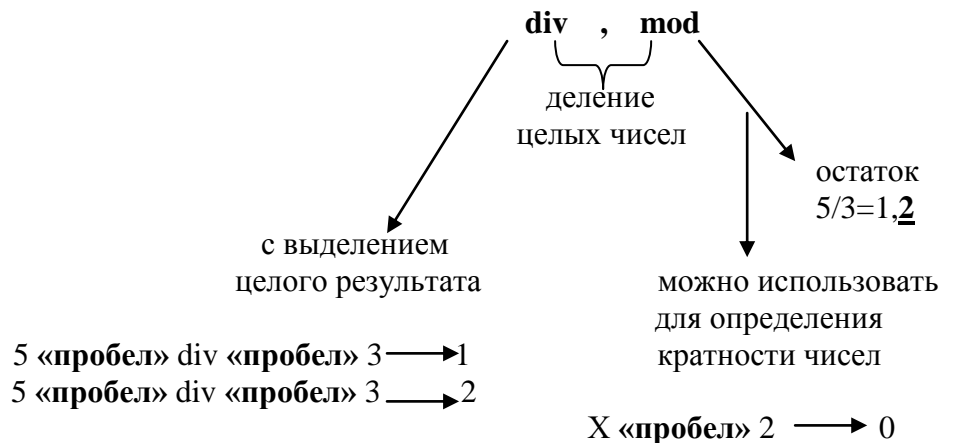 div , mod
деление
целых чисел
остаток
5/3=1,2
с выделением
целого результата
можно использовать
для определения
кратности чисел
5 «пробел» div «пробел» 3 1
5 «пробел» div «пробел» 3 2
X «пробел» 2 0